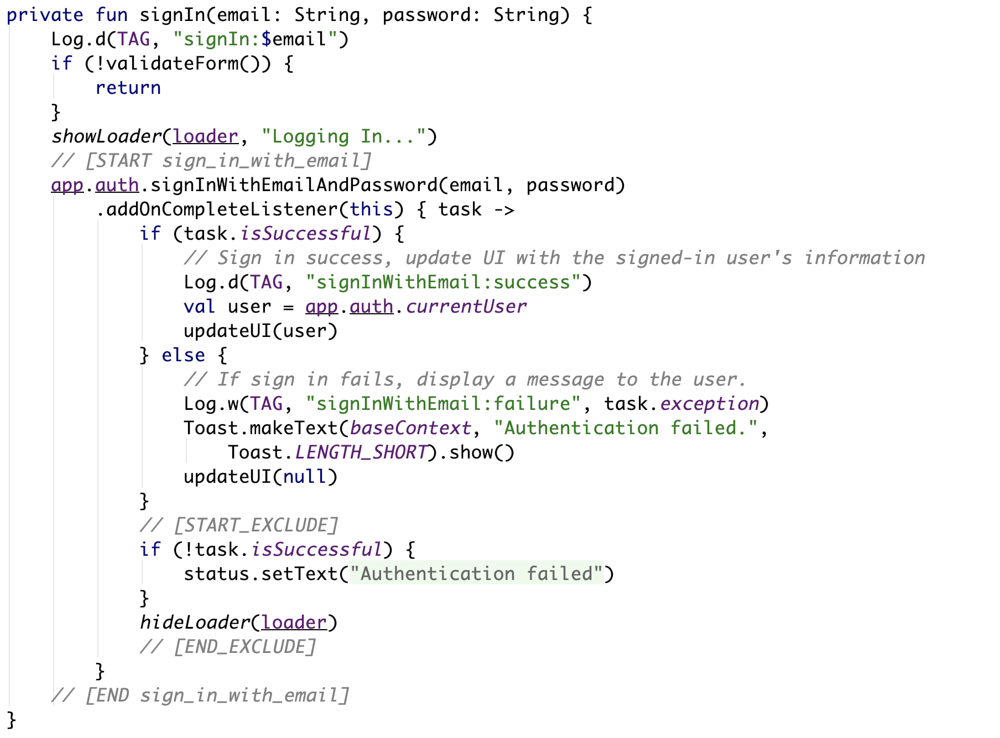 private fun signIn(email: String, password: String) {
    Log.d(TAG, "signIn:$email")
    if (!validateForm()) {
        return
    }
    showLoader(loader, "Logging In...")
    // [START sign_in_with_email]
    app.auth.signInWithEmailAndPassword(email, password)
        .addOnCompleteListener(this) { task ->
            if (task.isSuccessful) {
                // Sign in success, update UI with the signed-in user's information
                Log.d(TAG, "signInWithEmail:success")
                val user = app.auth.currentUser
                updateUI(user)
            } else {
                // If sign in fails, display a message to the user.
                Log.w(TAG, "signInWithEmail:failure", task.exception)
                Toast.makeText(baseContext, "Authentication failed.",
                    Toast.LENGTH_SHORT).show()
                updateUI(null)
            }
            // [START_EXCLUDE]
            if (!task.isSuccessful) {
                status.setText("Authentication failed")
            }
            hideLoader(loader)
            // [END_EXCLUDE]
        }
    // [END sign_in_with_email]
}